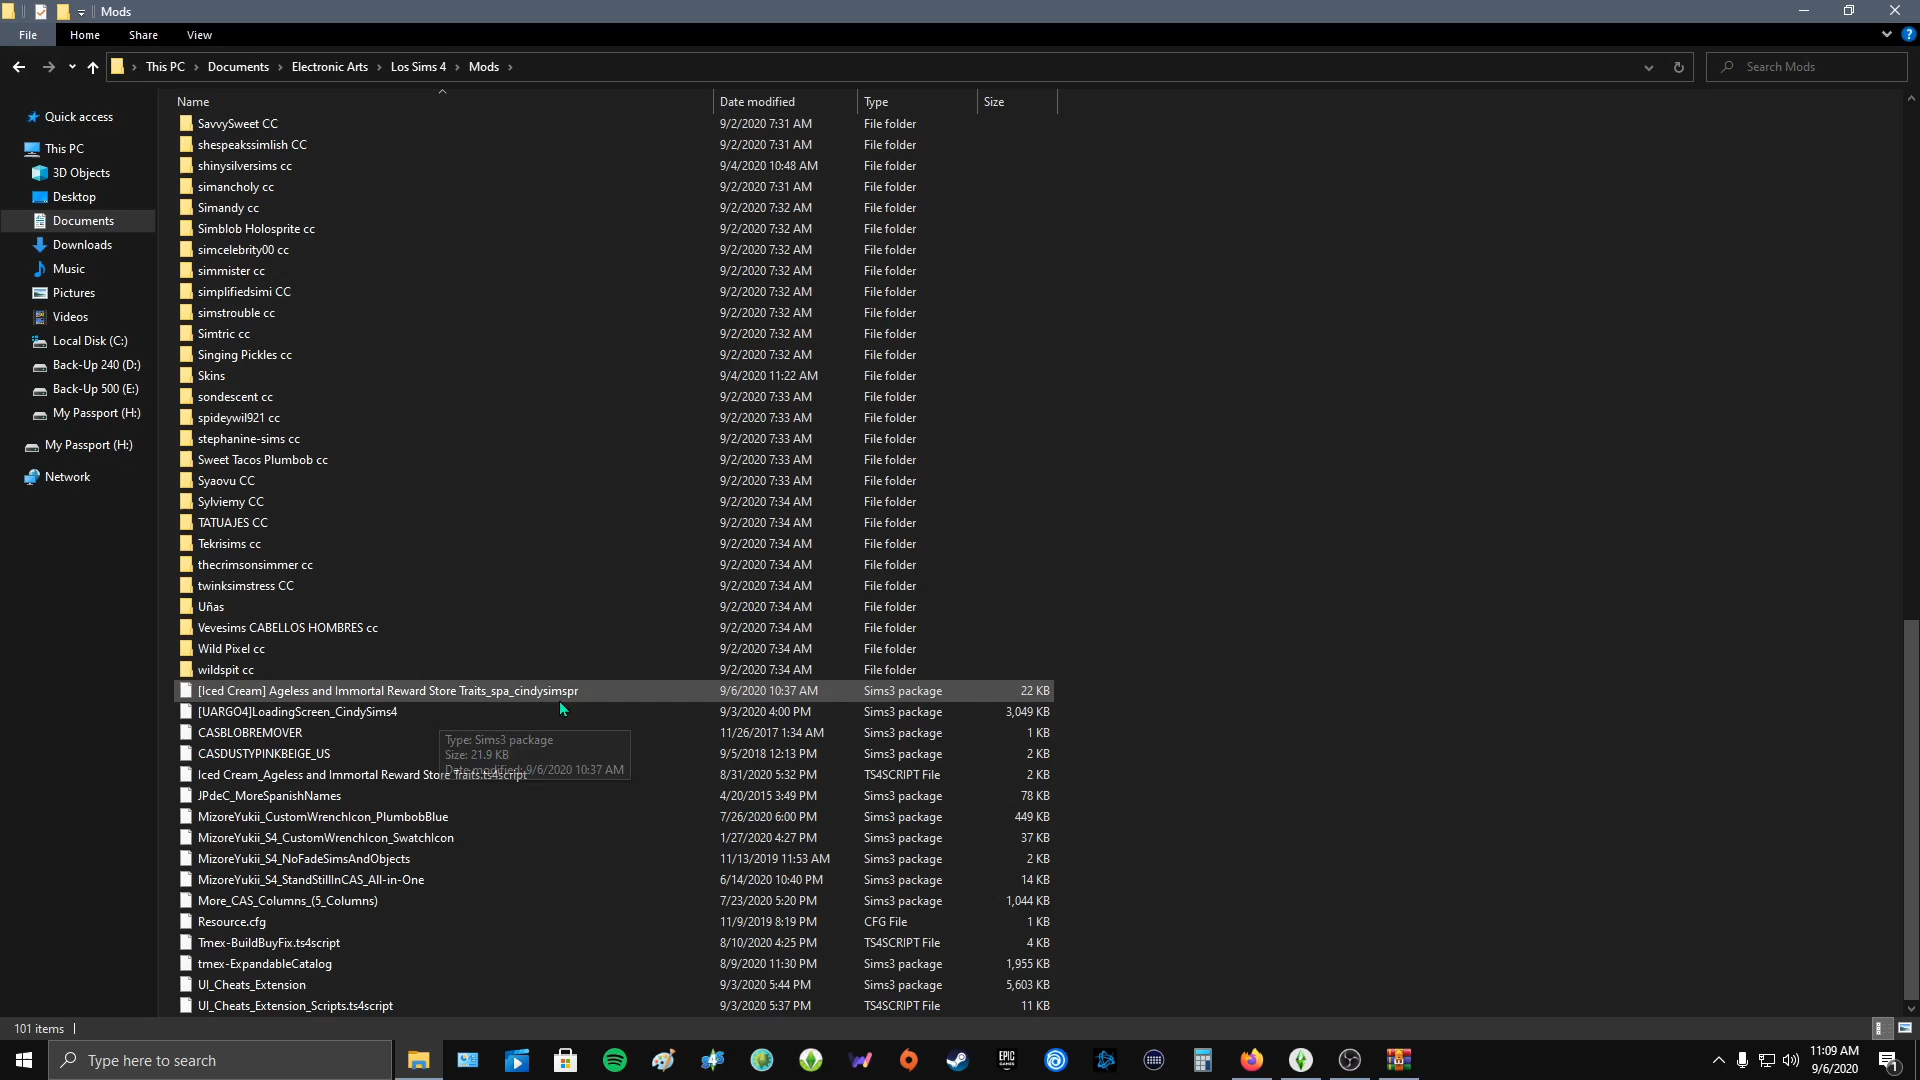 Mods
File Home Share View
This PC Documents Electronic Arts Los Sims 4 Mods Search Mods
Quick access
This PC
3D Objects
Desktop
Documents
Downloads
Music
Pictures
Videos
Local Disk (C:)
Back-Up 240 (D:)
Back-Up 500 (E:)
My Passport (H:)
My Passport (H:)
Network
Name Date modified Type Size
SavvySweet CC 9/2/2020 7:31 AM File folder
shespeakssimlish CC 9/2/2020 7:31 AM File folder
shinysilversims cc 9/4/2020 10:48 AM File folder
simancholy cc 9/2/2020 7:31 AM File folder
Simandy cc 9/2/2020 7:32 AM File folder
Simblob Holosprite cc 9/2/2020 7:32 AM File folder
simcelebrity00 cc 9/2/2020 7:32 AM File folder
simmister cc 9/2/2020 7:32 AM File folder
simplifiedsimi CC 9/2/2020 7:32 AM File folder
simstrouble cc 9/2/2020 7:32 AM File folder
Simtric cc 9/2/2020 7:32 AM File folder
Singing Pickles cc 9/2/2020 7:32 AM File folder
Skins 9/4/2020 11:22 AM File folder
sondescent cc 9/2/2020 7:33 AM File folder
spideywil921 cc 9/2/2020 7:33 AM File folder
stephanine-sims cc 9/2/2020 7:33 AM File folder
Sweet Tacos Plumbob cc 9/2/2020 7:33 AM File folder
Syaovu CC 9/2/2020 7:33 AM File folder
Sylviemy CC 9/2/2020 7:34 AM File folder
TATUAJES CC 9/2/2020 7:34 AM File folder
Tekrisims cc 9/2/2020 7:34 AM File folder
thecrimsonsimmer cc 9/2/2020 7:34 AM File folder
twinksimstress CC 9/2/2020 7:34 AM File folder
Uñas 9/2/2020 7:34 AM File folder
Vevesims CABELLOS HOMBRES cc 9/2/2020 7:34 AM File folder
Wild Pixel cc 9/2/2020 7:34 AM File folder
wildspit cc 9/2/2020 7:34 AM File folder
[Iced Cream] Ageless and Immortal Reward Store Traits_spa_cindysimspr 9/6/2020 10:37 AM Sims3 package 22 KB
[UARGO4]LoadingScreen_CindySims4 9/3/2020 4:00 PM Sims3 package 3,049 KB
CASBLOBREMOVER 11/26/2017 1:34 AM Sims3 package 1 KB
CASDUSTYPINKBEIGE_US 9/5/2018 12:13 PM Sims3 package 2 KB
Iced Cream_Ageless and Immortal Reward Store Traits.ts4script 8/31/2020 5:32 PM TS4SCRIPT File 2 KB
JPdeC_MoreSpanishNames 4/20/2015 3:49 PM Sims3 package 78 KB
MizoreYukii_CustomWrenchIcon_PlumbobBlue 7/26/2020 6:00 PM Sims3 package 449 KB
MizoreYukii_S4_CustomWrenchIcon_SwatchIcon 1/27/2020 4:27 PM Sims3 package 37 KB
MizoreYukii_S4_NoFadeSimsAndObjects 11/13/2019 11:53 AM Sims3 package 2 KB
MizoreYukii_S4_StandStillInCAS_All-in-One 6/14/2020 10:40 PM Sims3 package 14 KB
More_CAS_Columns_(5_Columns) 7/23/2020 5:20 PM Sims3 package 1,044 KB
Resource.cfg 11/9/2019 8:19 PM CFG File 1 KB
Tmex-BuildBuyFix.ts4script 8/10/2020 4:25 PM TS4SCRIPT File 4 KB
tmex-ExpandableCatalog 8/9/2020 11:30 PM Sims3 package 1,955 KB
UI_Cheats_Extension 9/3/2020 5:44 PM Sims3 package 5,603 KB
UI_Cheats_Extension_Scripts.ts4script 9/3/2020 5:37 PM TS4SCRIPT File 11 KB
Type: Sims3 package
Size: 21.9 KB
Date modified: 9/6/2020 10:37 AM
101 items
Type here to search
EPIC GAMES
11:09 AM
9/6/2020
1